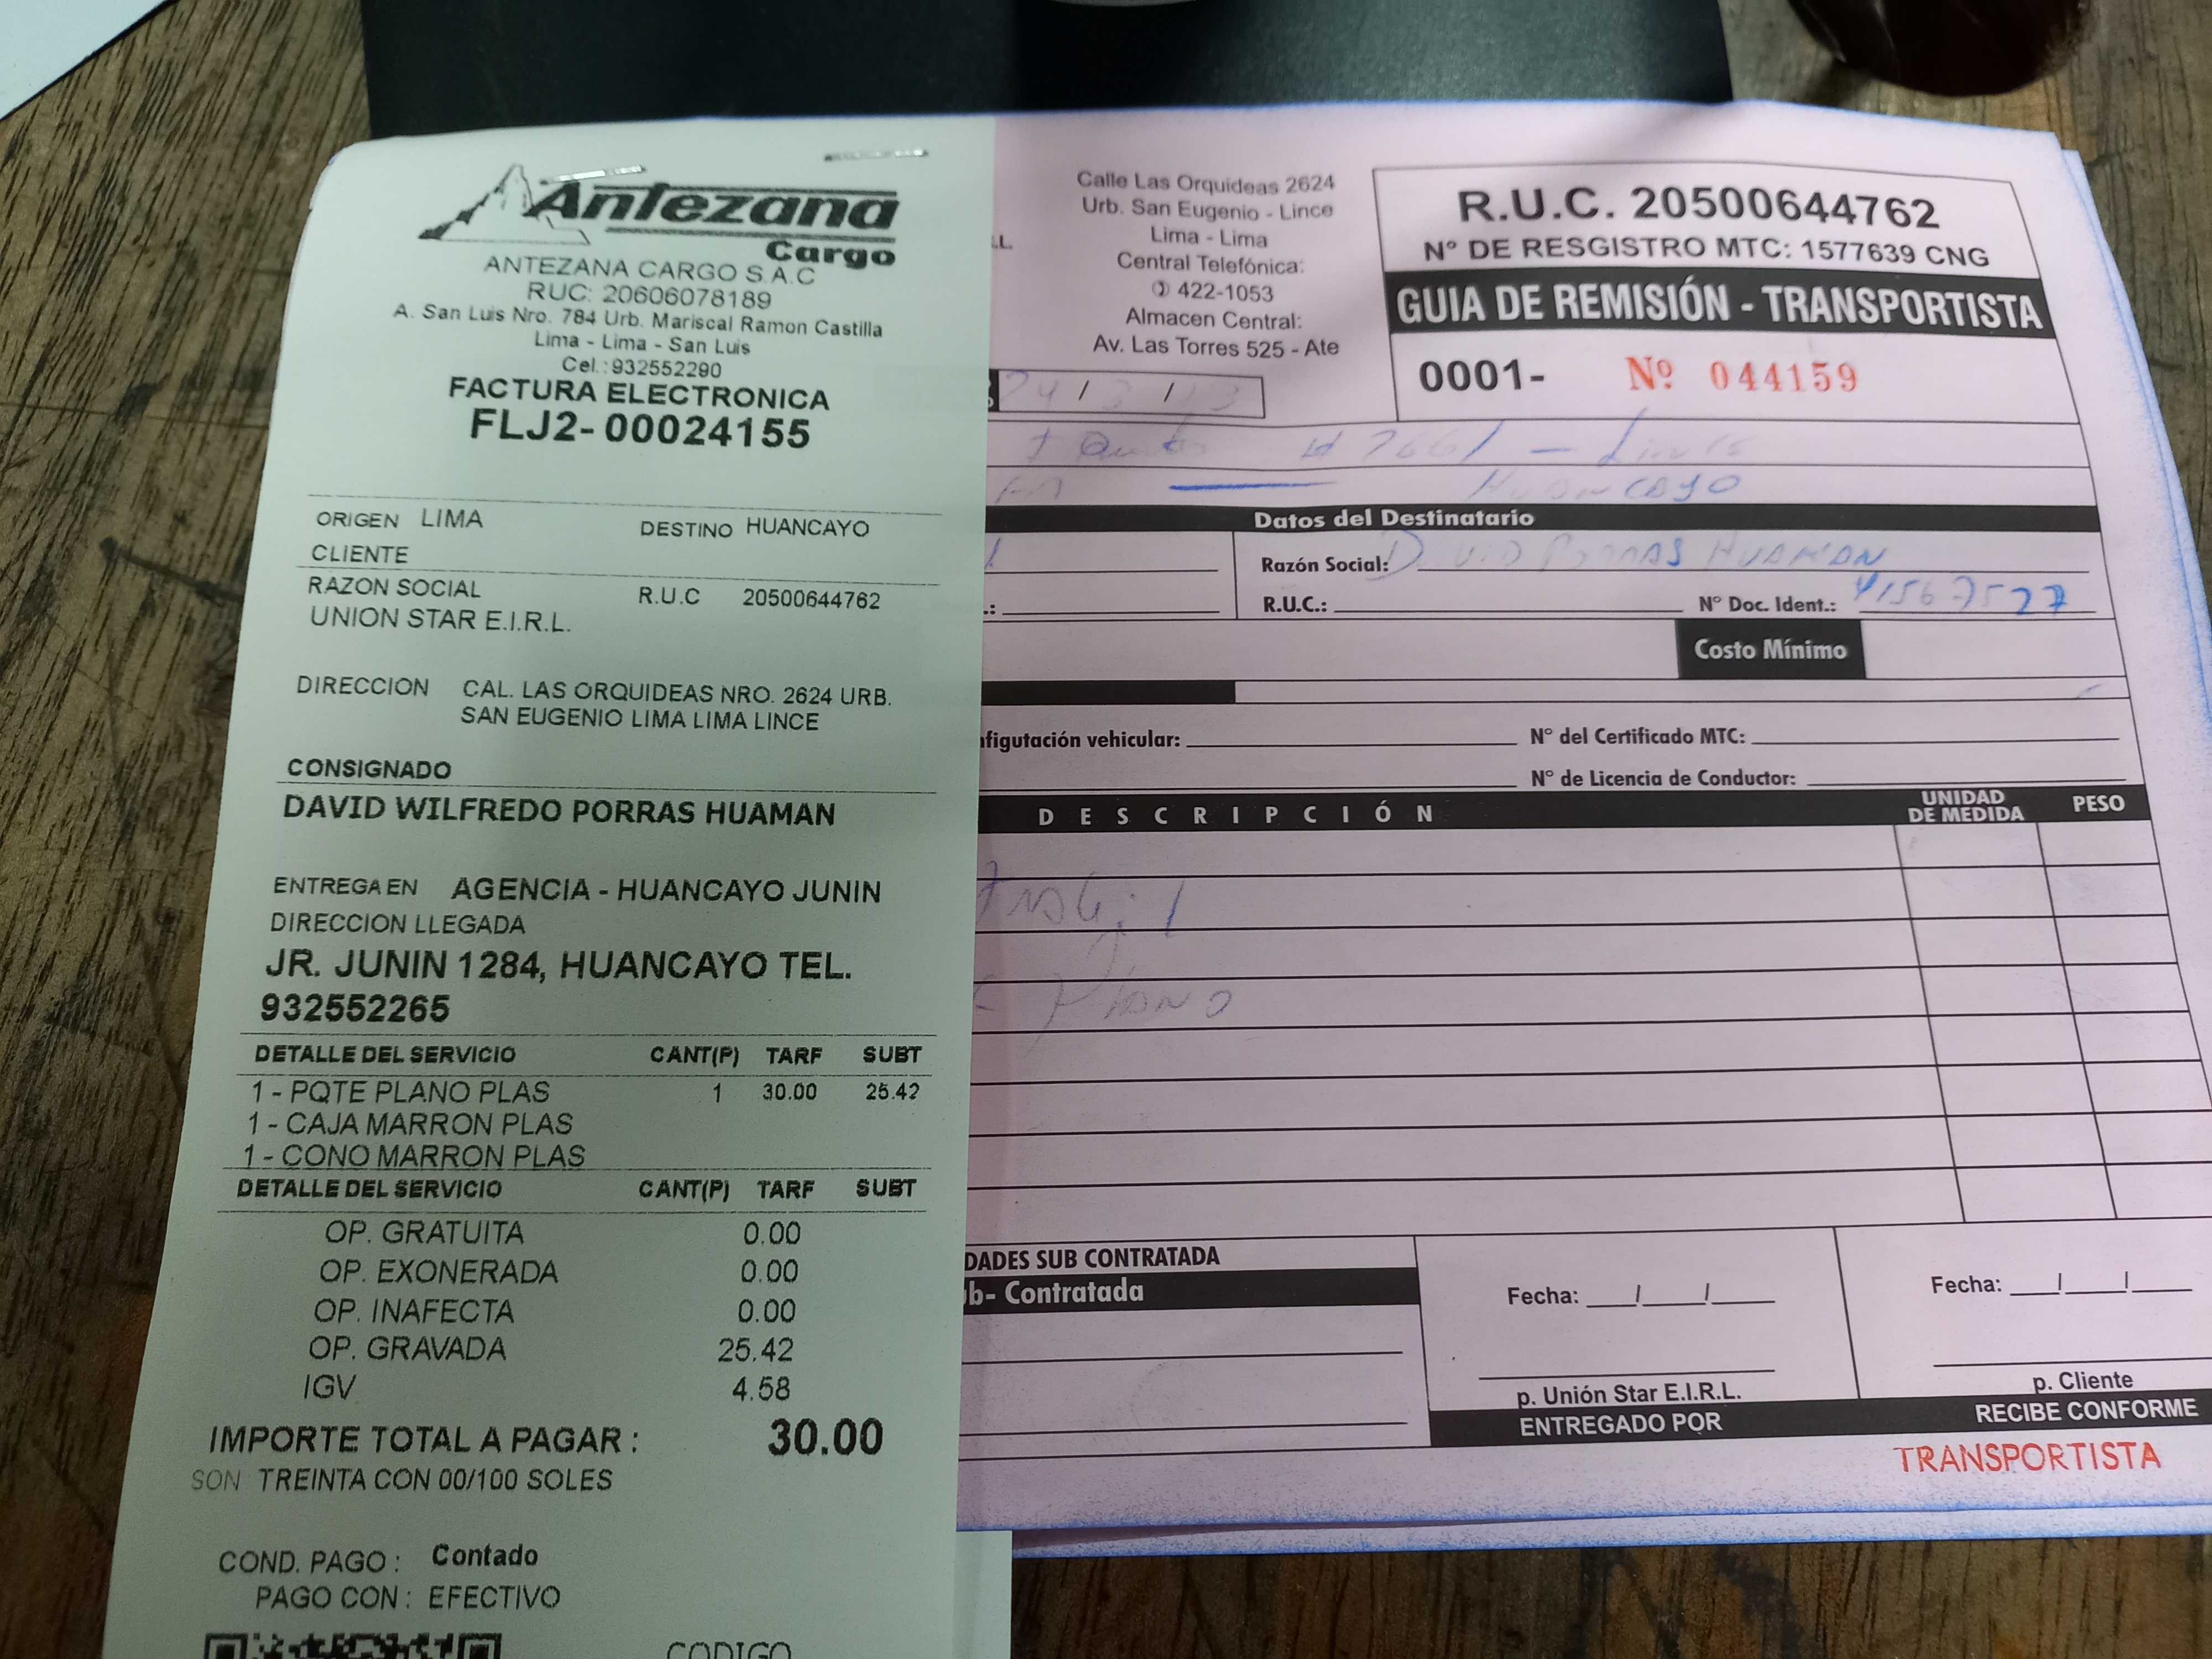 Antezana
Cargo
ANTEZANA CARGO S.A.C
RUC: 20606078189
A. San Luis Nro. 784 Urb. Mariscal Ramon Castilla
Lima - Lima - San Luis
Cel.:932552290
FACTURA ELECTRONICA
FLJ2-00024155
ORIGEN LIMA DESTINO HUANCAYO
CLIENTE
RAZON SOCIAL R.U.C 20500644762
UNION STAR E.I.R.L.
DIRECCION CAL. LAS ORQUIDEAS NRO. 2624 URB.
SAN EUGENIO LIMA LIMA LINCE
CONSIGNADO
DAVID WILFREDO PORRAS HUAMAN
ENTREGA EN AGENCIA - HUANCAYO JUNIN
DIRECCION LLEGADA
JR. JUNIN 1284, HUANCAYO TEL.
932552265
DETALLE DEL SERVICIO CANT(P) TARF SUBT
1 - PQTE PLANO PLAS 1 30.00 25.42
1 - CAJA MARRON PLAS
1 - CONO MARRON PLAS
DETALLE DEL SERVICIO CANT(P) TARF SUBT
OP. GRATUITA 0.00
OP. EXONERADA 0.00
OP. INAFECTA 0.00
OP. GRAVADA 25.42
IGV 4.58
IMPORTE TOTAL A PAGAR : 30.00
SON TREINTA CON 00/100 SOLES
COND. PAGO : Contado
PAGO CON : EFECTIVO
CODIGO
Calle Las Orquideas 2624
Urb. San Eugenio - Lince
Lima - Lima
Central Telefónica:
422-1053
Almacen Central:
Av. Las Torres 525 - Ate
R.U.C. 20500644762
Nº DE RESGISTRO MTC: 1577639 CNG
GUIA DE REMISIÓN - TRANSPORTISTA
0001- Nº 044159
HUANCAYO
Datos del Destinatario
Razón Social: PORRAS HUAMAN
R.U.C.: N° Doc. Ident.: 41567527
Costo Mínimo
figutación vehicular: N° del Certificado MTC:
N° de Licencia de Conductor:
DESCRIPCIÓN UNIDAD DE MEDIDA PESO
PLANO
DADES SUB CONTRATADA
b- Contratada
Fecha: / / Fecha: / /
p. Unión Star E.I.R.L. p. Cliente
ENTREGADO POR RECIBE CONFORME
TRANSPORTISTA